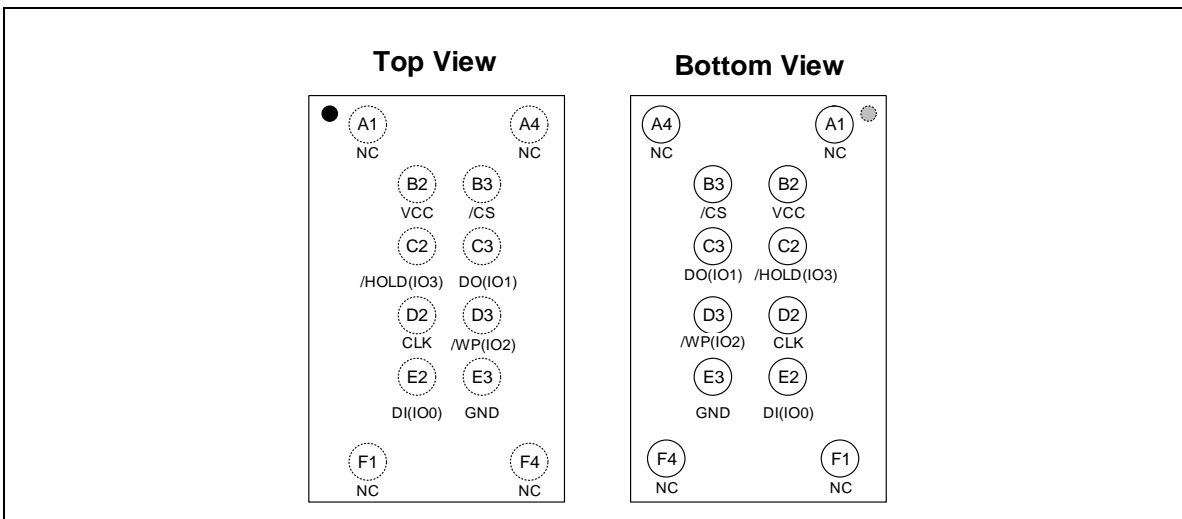 Top View
A1 A4
NC NC
B2 B3
VCC /CS
C2 C3
/HOLD(IO3) DO(IO1)
D2 D3
CLK /WP(IO2)
E2 E3
DI(IO0) GND
F1 F4
NC NC
Bottom View
A4 A1
NC NC
B3 B2
/CS VCC
C3 C2
DO(IO1) /HOLD(IO3)
D3 D2
/WP(IO2) CLK
E3 E2
GND DI(IO0)
F4 F1
NC NC